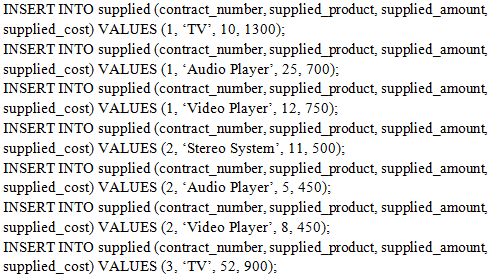 INSERT INTO supplied (contract_number, supplied_product, supplied_amount,
supplied_cost) VALUES (1, ‘TV’, 10, 1300);
INSERT INTO supplied (contract_number, supplied_product, supplied_amount,
supplied_cost) VALUES (1, ‘Audio Player’, 25, 700);
INSERT INTO supplied (contract_number, supplied_product, supplied_amount,
supplied_cost) VALUES (1, ‘Video Player’, 12, 750);
INSERT INTO supplied (contract_number, supplied_product, supplied_amount,
supplied_cost) VALUES (2, ‘Stereo System’, 11, 500);
INSERT INTO supplied (contract_number, supplied_product, supplied_amount,
supplied_cost) VALUES (2, ‘Audio Player’, 5, 450);
INSERT INTO supplied (contract_number, supplied_product, supplied_amount,
supplied_cost) VALUES (2, ‘Video Player’, 8, 450);
INSERT INTO supplied (contract_number, supplied_product, supplied_amount,
supplied_cost) VALUES (3, ‘TV’, 52, 900);